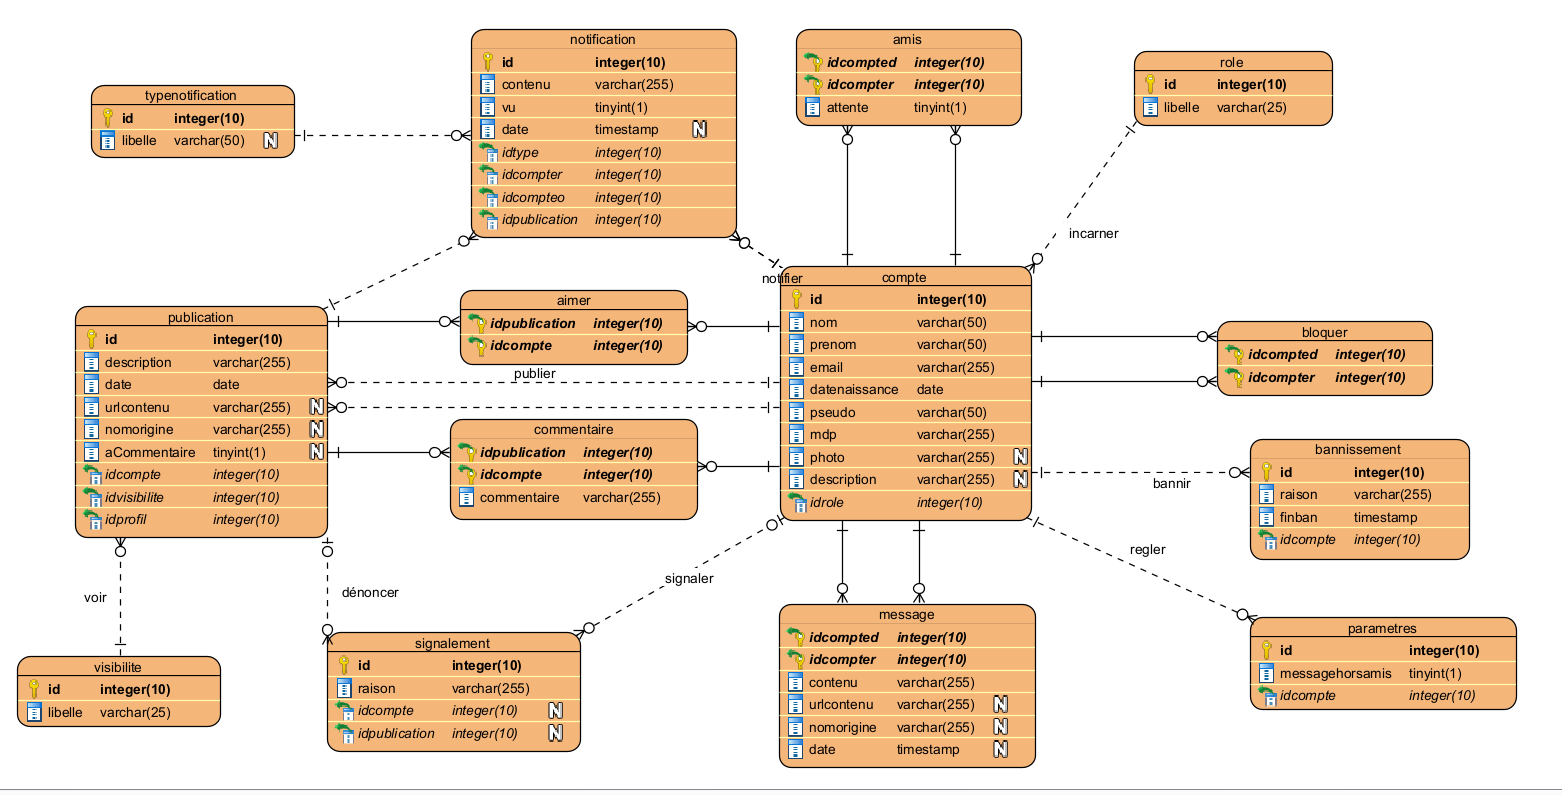 notification
id integer(10)
contenu varchar(255)
vu tinyint(1)
date timestamp N
idtype integer(10)
idcompter integer(10)
idcompteo integer(10)
idpublication integer(10)
amis
idcompted integer(10)
idcompter integer(10)
attente tinyint(1)
role
id integer(10)
libelle varchar(25)
typenotification
id integer(10)
libelle varchar(50) N
incarner
notifier
publication
id integer(10)
description varchar(255)
date date
urlcontenu varchar(255) N
nomorigine varchar(255) N
aCommentaire tinyint(1) N
idcompte integer(10)
idvisibilite integer(10)
idprofil integer(10)
aimer
idpublication integer(10)
idcompte integer(10)
publier
commentaire
idpublication integer(10)
idcompte integer(10)
commentaire varchar(255)
compte
id integer(10)
nom varchar(50)
prenom varchar(50)
email varchar(255)
datenaissance date
pseudo varchar(50)
mdp varchar(255)
photo varchar(255) N
description varchar(255) N
idrole integer(10)
bloquer
idcompted integer(10)
idcompter integer(10)
bannir
bannissement
id integer(10)
raison varchar(255)
finban timestamp
idcompte integer(10)
regler
signaler
voir
dénoncer
visibilite
id integer(10)
libelle varchar(25)
signalement
id integer(10)
raison varchar(255)
idcompte integer(10) N
idpublication integer(10) N
message
idcompted integer(10)
idcompter integer(10)
contenu varchar(255)
urlcontenu varchar(255) N
nomorigine varchar(255) N
date timestamp N
parametres
id integer(10)
messagehorsamis tinyint(1)
idcompte integer(10)